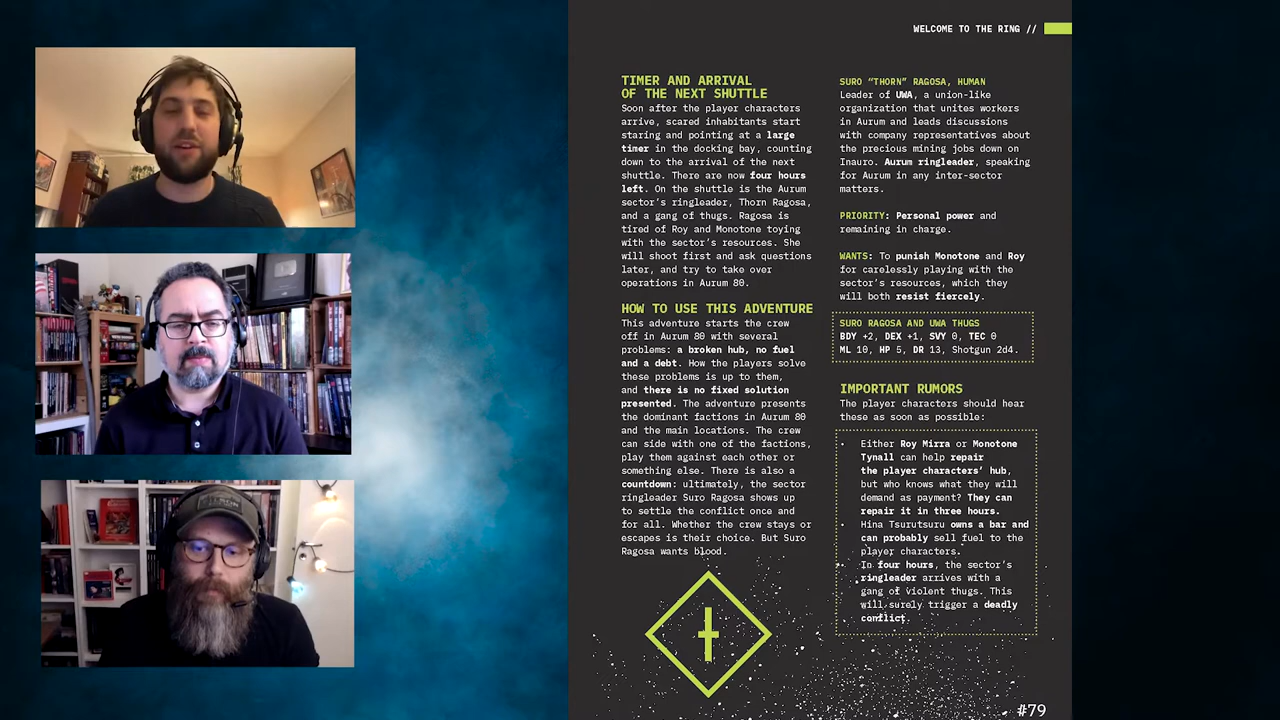 WELCOME TO THE RING //
TIMER AND ARRIVAL
OF THE NEXT SHUTTLE
Soon after the player characters
arrive, scared inhabitants start
staring and pointing at a large
timer in the docking bay, counting
down to the arrival of the next
shuttle. There are now four hours
left. On the shuttle is the Aurum
sector's ringleader, Thorn Ragosa,
and a gang of thugs. Ragosa is
tired of Roy and Monotone toying
with the sector's resources. She
will shoot first and ask questions
later, and try to take over
operations in Aurum 80.
HOW TO USE THIS ADVENTURE
This adventure starts the crew
off in Aurum 80 with several
problems: a broken hub, no fuel
and a debt. How the players solve
these problems is up to them,
and there is no fixed solution
presented. The adventure presents
the dominant factions in Aurum 80
and the main locations. The crew
can side with one of the factions,
play them against each other or
something else. There is also a
countdown: ultimately, the sector
ringleader Suro Ragosa shows up
to settle the conflict once and
for all. Whether the crew stays or
escapes is their choice. But Suro
Ragosa wants blood.
SURO "THORN" RAGOSA, HUMAN
Leader of UWA, a union-like
organization that unites workers
in Aurum and leads discussions
with company representatives about
the precious mining jobs down on
Inauro. Aurum ringleader, speaking
for Aurum in any inter-sector
matters.
PRIORITY: Personal power and
remaining in charge.
WANTS: To punish Monotone and Roy
for carelessly playing with the
sector's resources, which they
will both resist fiercely.
SURO RAGOSA AND UWA THUGS
BDY +2, DEX +1, SVY 0, TEC 0
ML 10, HP 5, DR 13, Shotgun 2d4.
IMPORTANT RUMORS
The player characters should hear
these as soon as possible:
• Either Roy Mirra or Monotone
Tynall can help repair
the player characters' hub,
but who knows what they will
demand as payment? They can
repair it in three hours.
• Hina Tsurutsuru owns a bar and
can probably sell fuel to the
player characters.
• In four hours, the sector's
ringleader arrives with a
gang of violent thugs. This
will surely trigger a deadly
conflict.
#79